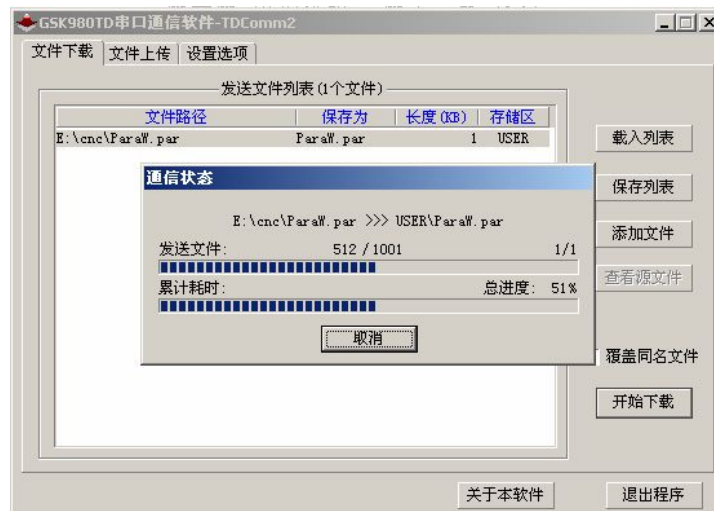 GSK980TD串口通信软件-TDComm2
文件下载 文件上传 设置选项
发送文件列表(1个文件)
文件路径 保存为 长度(KB) 存储区
E:\cnc\ParaW.par ParaW.par 1 USER
载入列表
保存列表
添加文件
查看源文件
覆盖同名文件
开始下载
通信状态
E:\cnc\ParaW.par >>> USER\ParaW.par
发送文件: 512 / 1001 1/1
累计耗时: 总进度: 51%
取消
关于本软件 退出程序